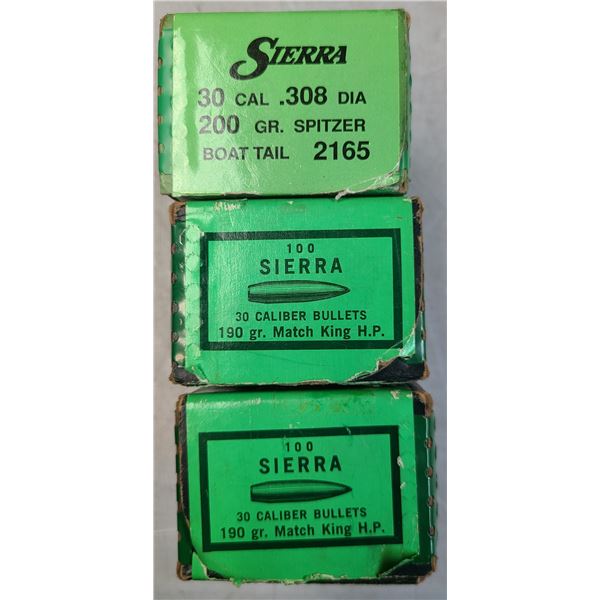 SIERRA
30 CAL .308 DIA
200 GR. SPITZER
BOAT TAIL 2165
100
SIERRA
30 CALIBER BULLETS
190 gr. Match King H.P.
100
SIERRA
30 CALIBER BULLETS
190 gr. Match King H.P.